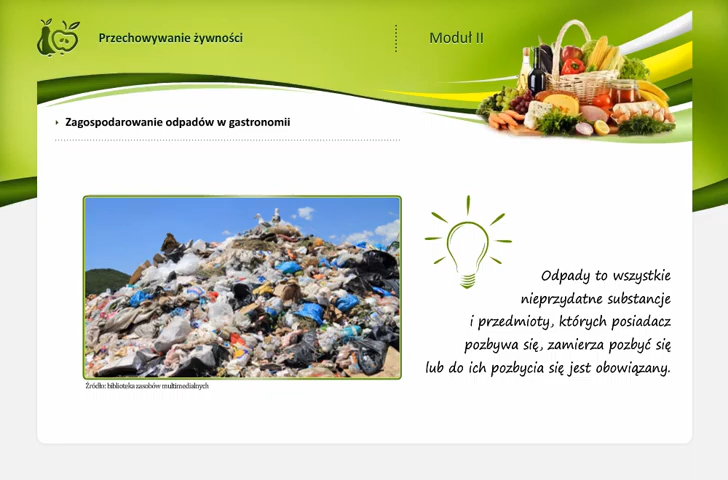 Przechowywanie żywności
Moduł II
Zagospodarowanie odpadów w gastronomii
Odpady to wszystkie
nieprzydatne substancje
i przedmioty, których posiadacz
pozbywa się, zamierza pozbyć się
lub do ich pozbycia się jest obowiązany.
Źródło: biblioteka zasobów multimedialnych